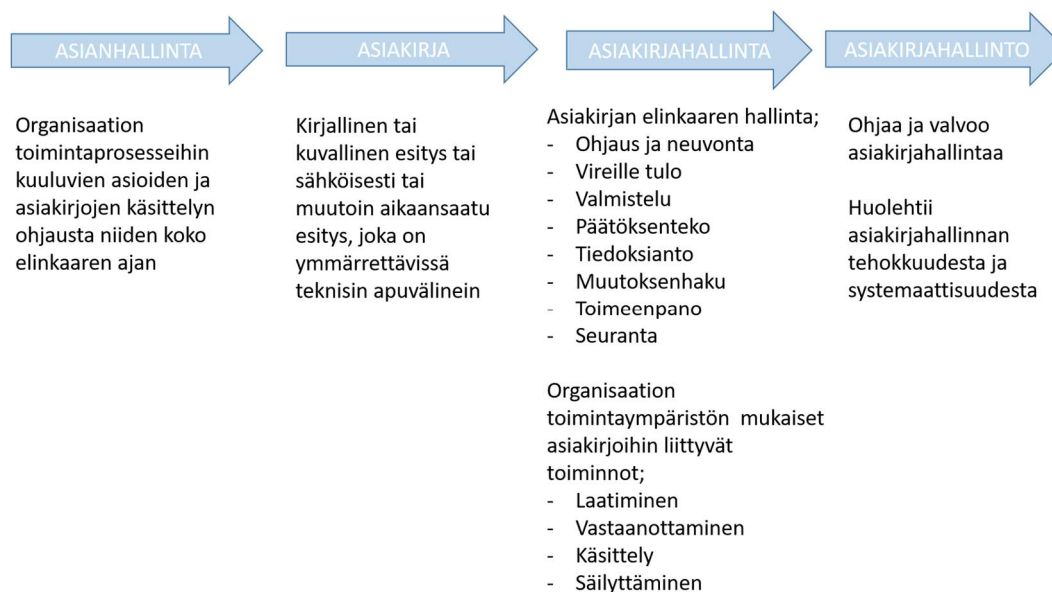 ASIANHALLINTA
Organisaation
toimintaprosesseihin
kuuluvien asioiden ja
asiakirjojen käsittelyn
ohjausta niiden koko
elinkaaren ajan
ASIAKIRJA
Kirjallinen tai
kuvallinen esitys tai
sähköisesti tai
muutoin aikaansaatu
esitys, joka on
ymmärrettävissä
teknisin apuvälinein
ASIAKIRJAHALLINTA
Asiakirjan elinkaaren hallinta;
- Ohjaus ja neuvonta
- Vireille tulo
- Valmistelu
- Päätöksenteko
- Tiedoksianto
- Muutoksenhaku
- Toimeenpano
- Seuranta
Organisaation
toimintaympäristön mukaiset
asiakirjoihin liittyvät
toiminnot;
- Laatiminen
- Vastaanottaminen
- Käsittely
- Säilyttäminen
ASIAKIRJAHALLINTO
Ohjaa ja valvoo
asiakirjahallintaa
Huolehtii
asiakirjahallinnan
tehokkuudesta ja
systemaattisuudesta